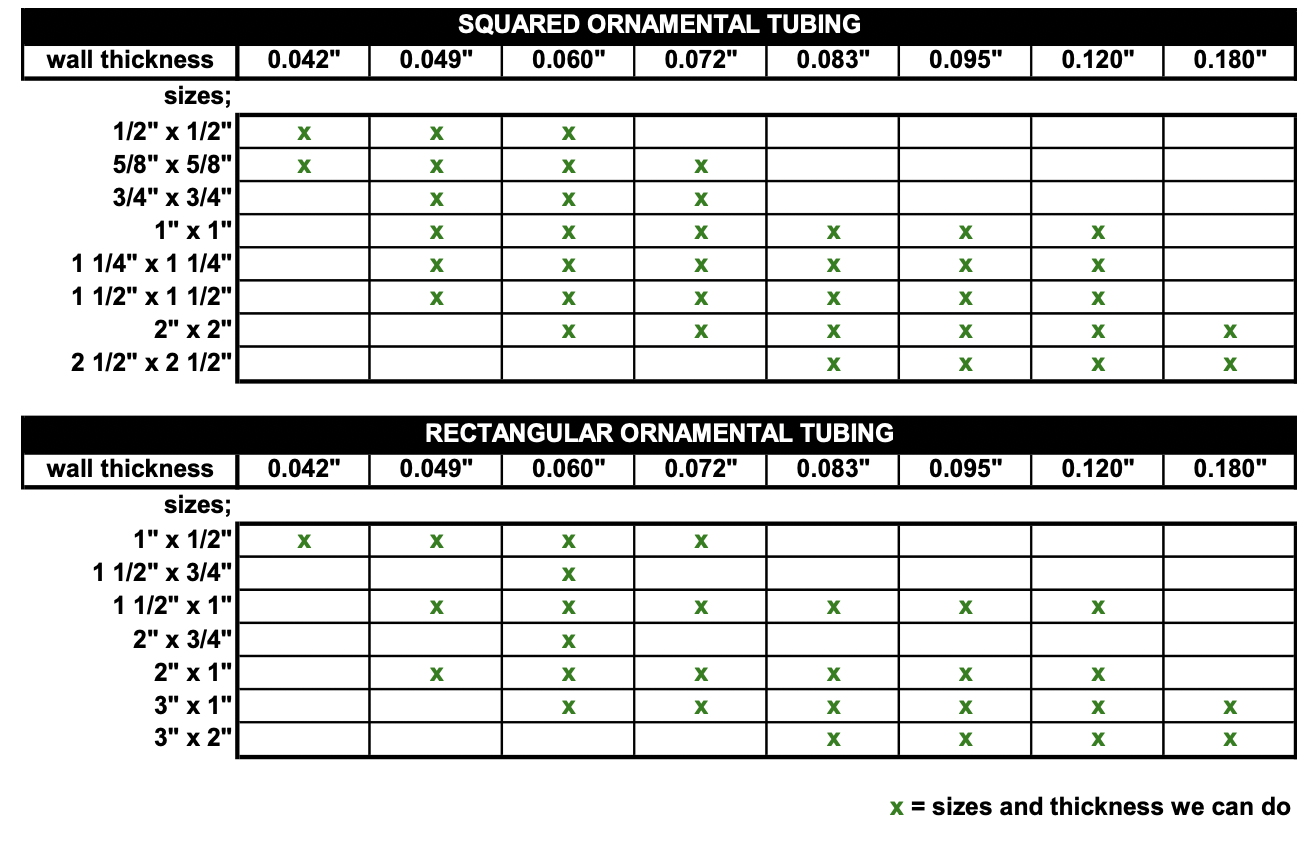 SQUARED ORNAMENTAL TUBING
wall thickness 0.042" 0.049" 0.060" 0.072" 0.083" 0.095" 0.120" 0.180"
sizes;
1/2" x 1/2" x x x
5/8" x 5/8" x x x x
3/4" x 3/4" x x x
1" x 1" x x x x x x
1 1/4" x 1 1/4" x x x x x x
1 1/2" x 1 1/2" x x x x x x
2" x 2" x x x x x x
2 1/2" x 2 1/2" x x x x
RECTANGULAR ORNAMENTAL TUBING
wall thickness 0.042" 0.049" 0.060" 0.072" 0.083" 0.095" 0.120" 0.180"
sizes;
1" x 1/2" x x x x
1 1/2" x 3/4" x
1 1/2" x 1" x x x x x x
2" x 3/4" x
2" x 1" x x x x x x
3" x 1" x x x x x x
3" x 2" x x x x
x = sizes and thickness we can do